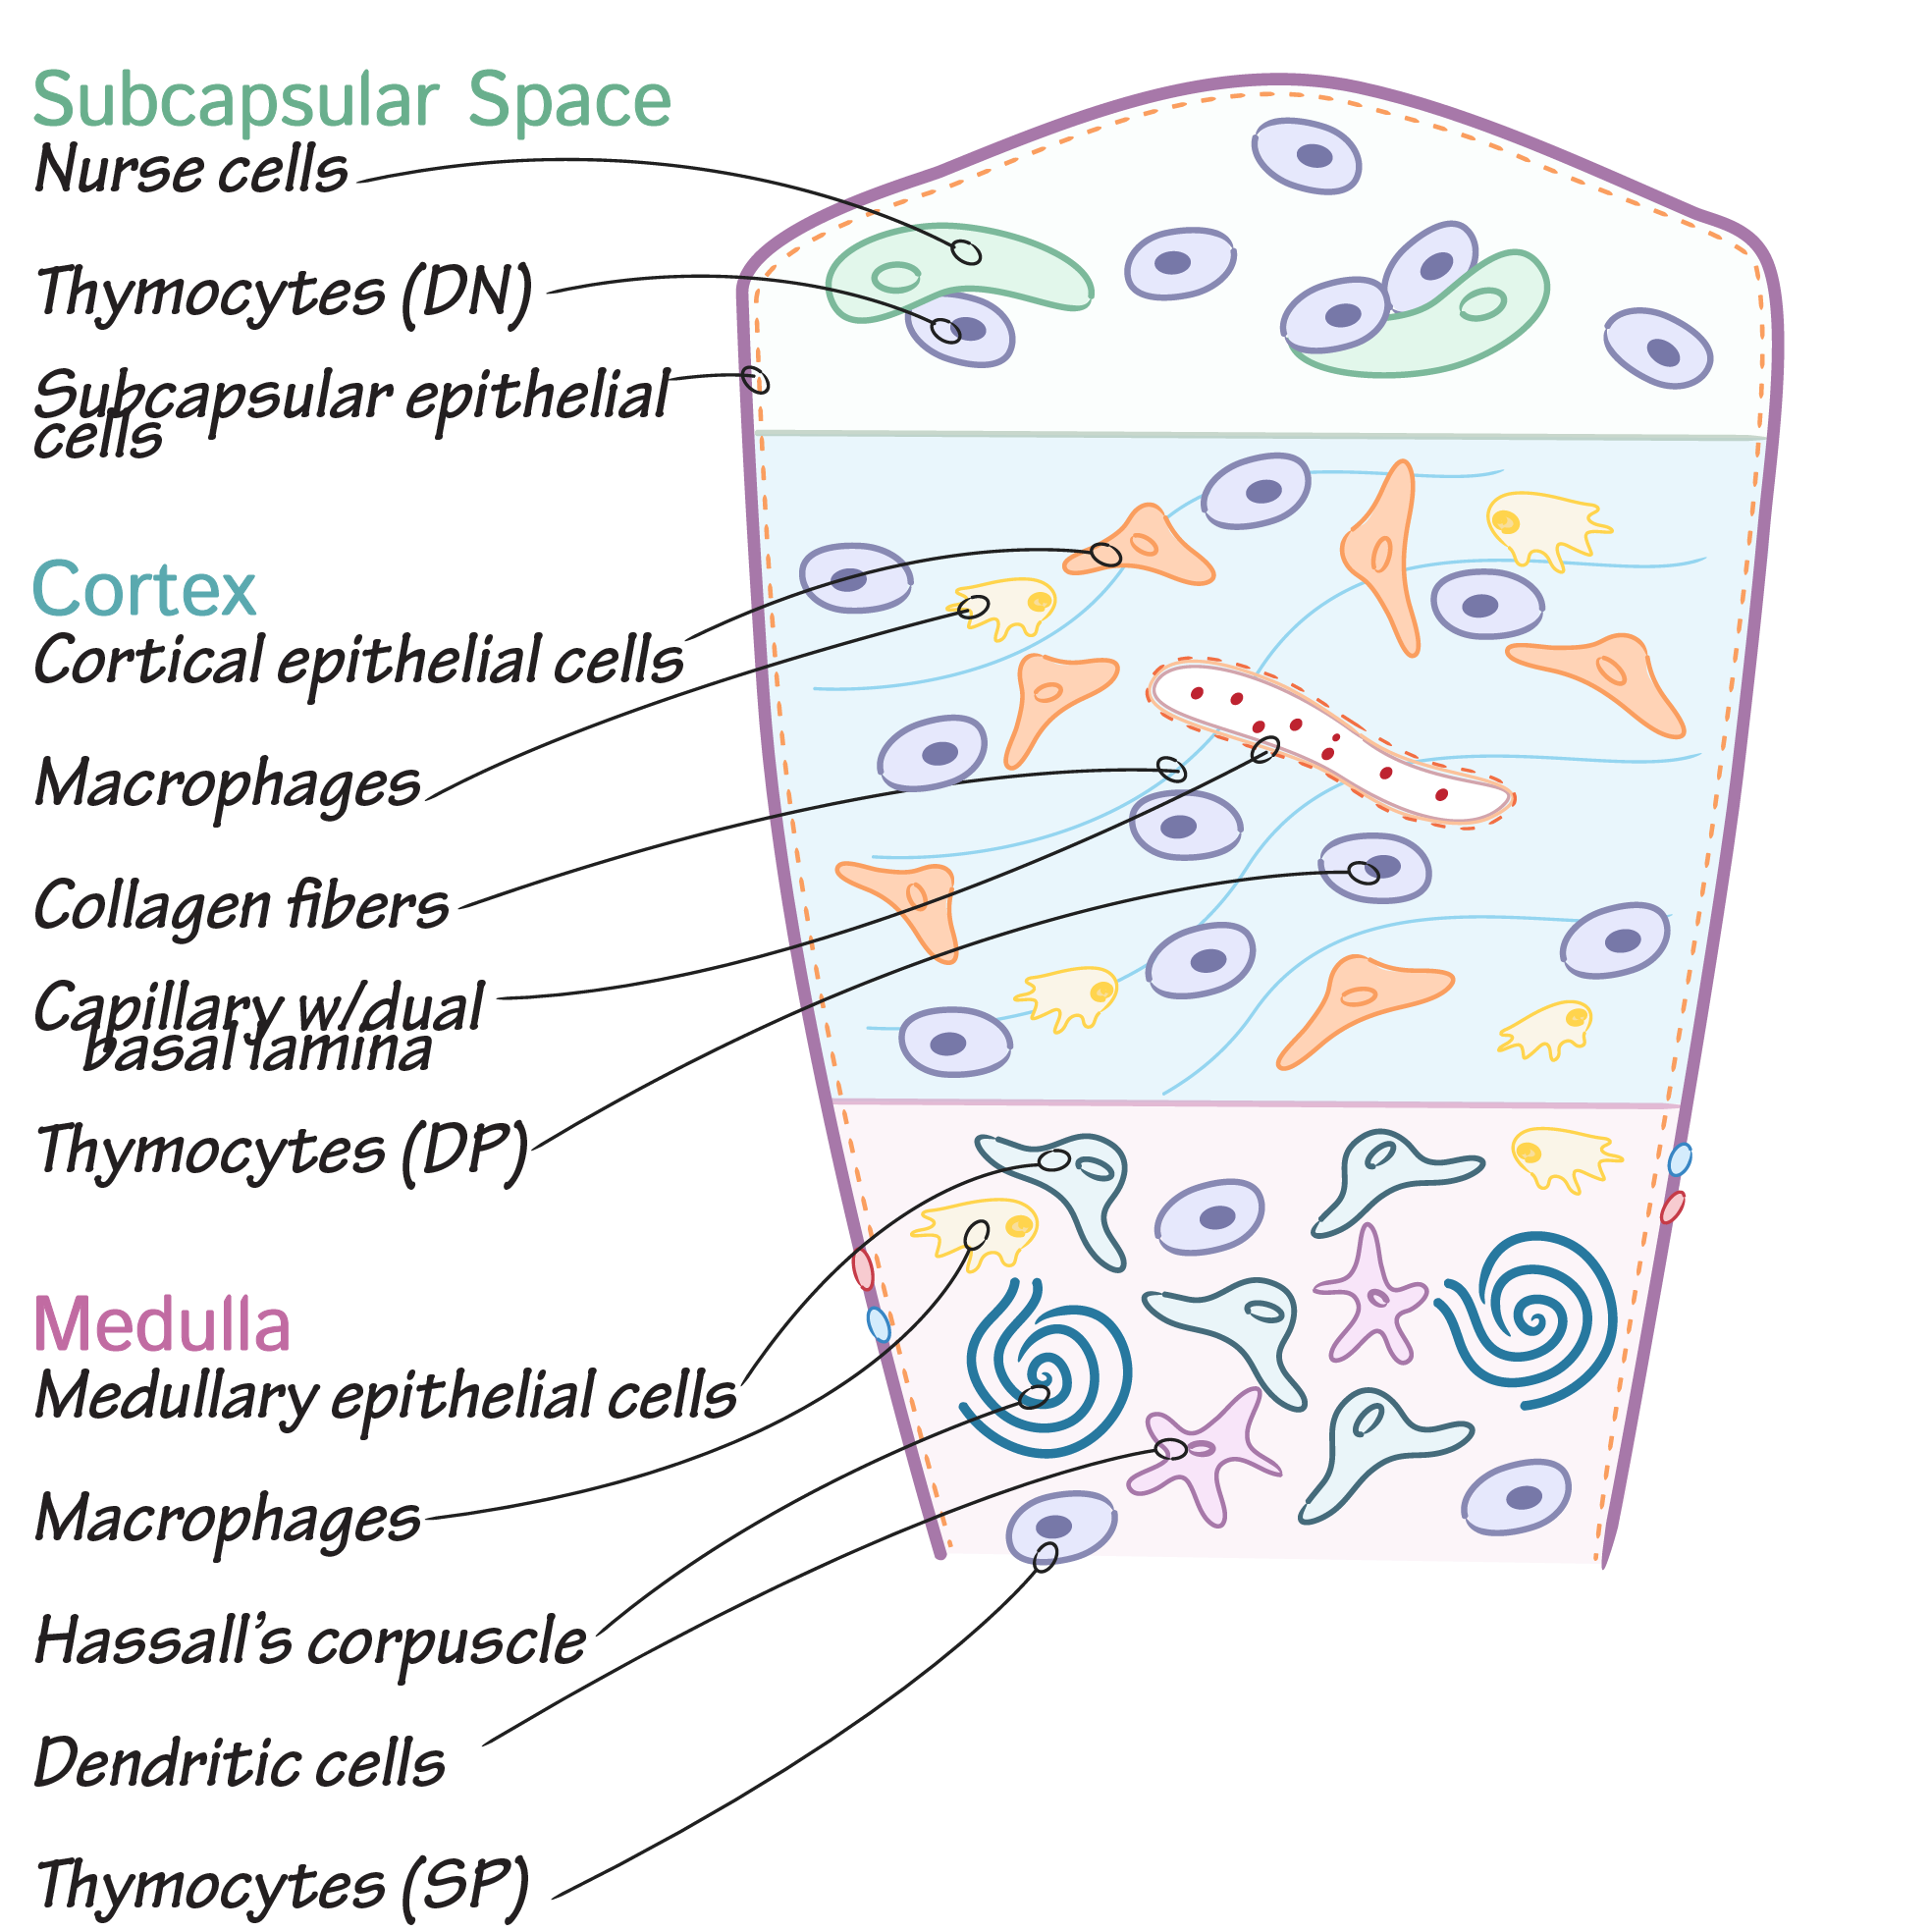 Subcapsular Space
Nurse cells
Thymocytes (DN)
Subcapsular epithelial
cells
Cortex
Cortical epithelial cells
Macrophages
Collagen fibers
Capillary w/dual
basal lamina
Thymocytes (DP)
Medulla
Medullary epithelial cells
Macrophages
Hassall's corpuscle
Dendritic cells
Thymocytes (SP)